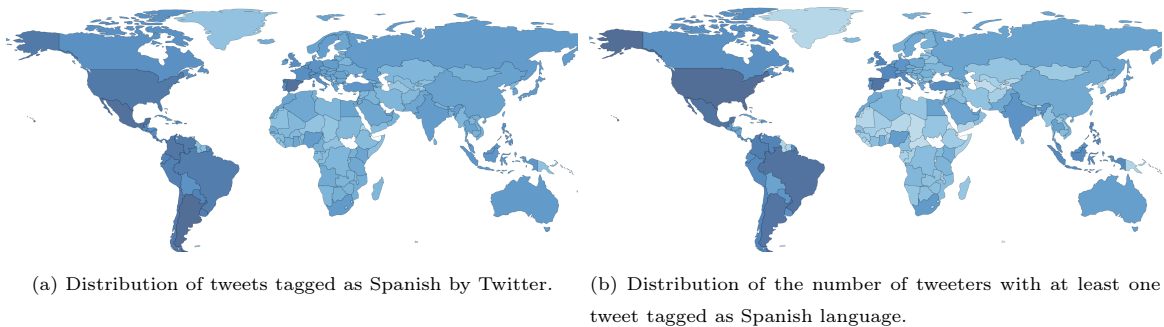 (a) Distribution of tweets tagged as Spanish by Twitter.
(b) Distribution of the number of tweeters with at least one
tweet tagged as Spanish language.